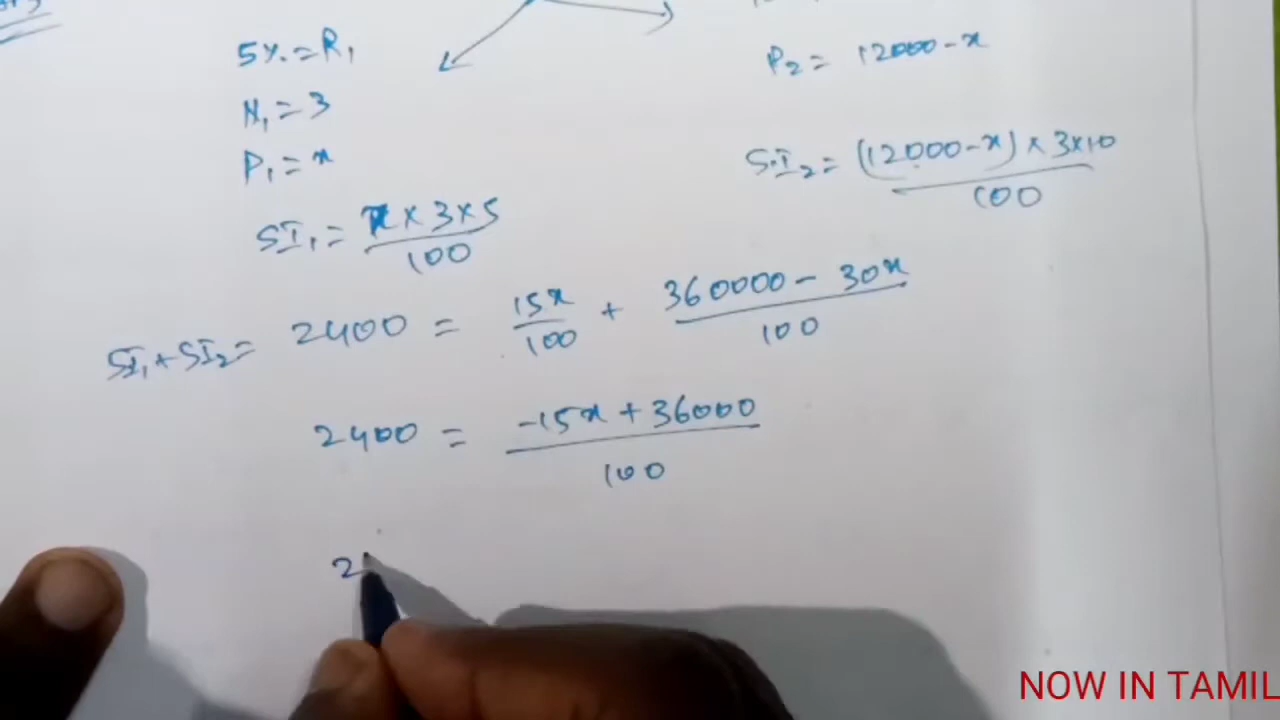 5% = R₁
N₁ = 3
P₁ = x
SI₁ = x × 3 × 5 / 100
P₂ = 12000 - x
S.I₂ = (12000 - x) × 3×10 / 100
SI₁ + SI₂ = 2400 = 15x / 100 + 360000 - 30x / 100
2400 = -15x + 36000 / 100
2
NOW IN TAMIL